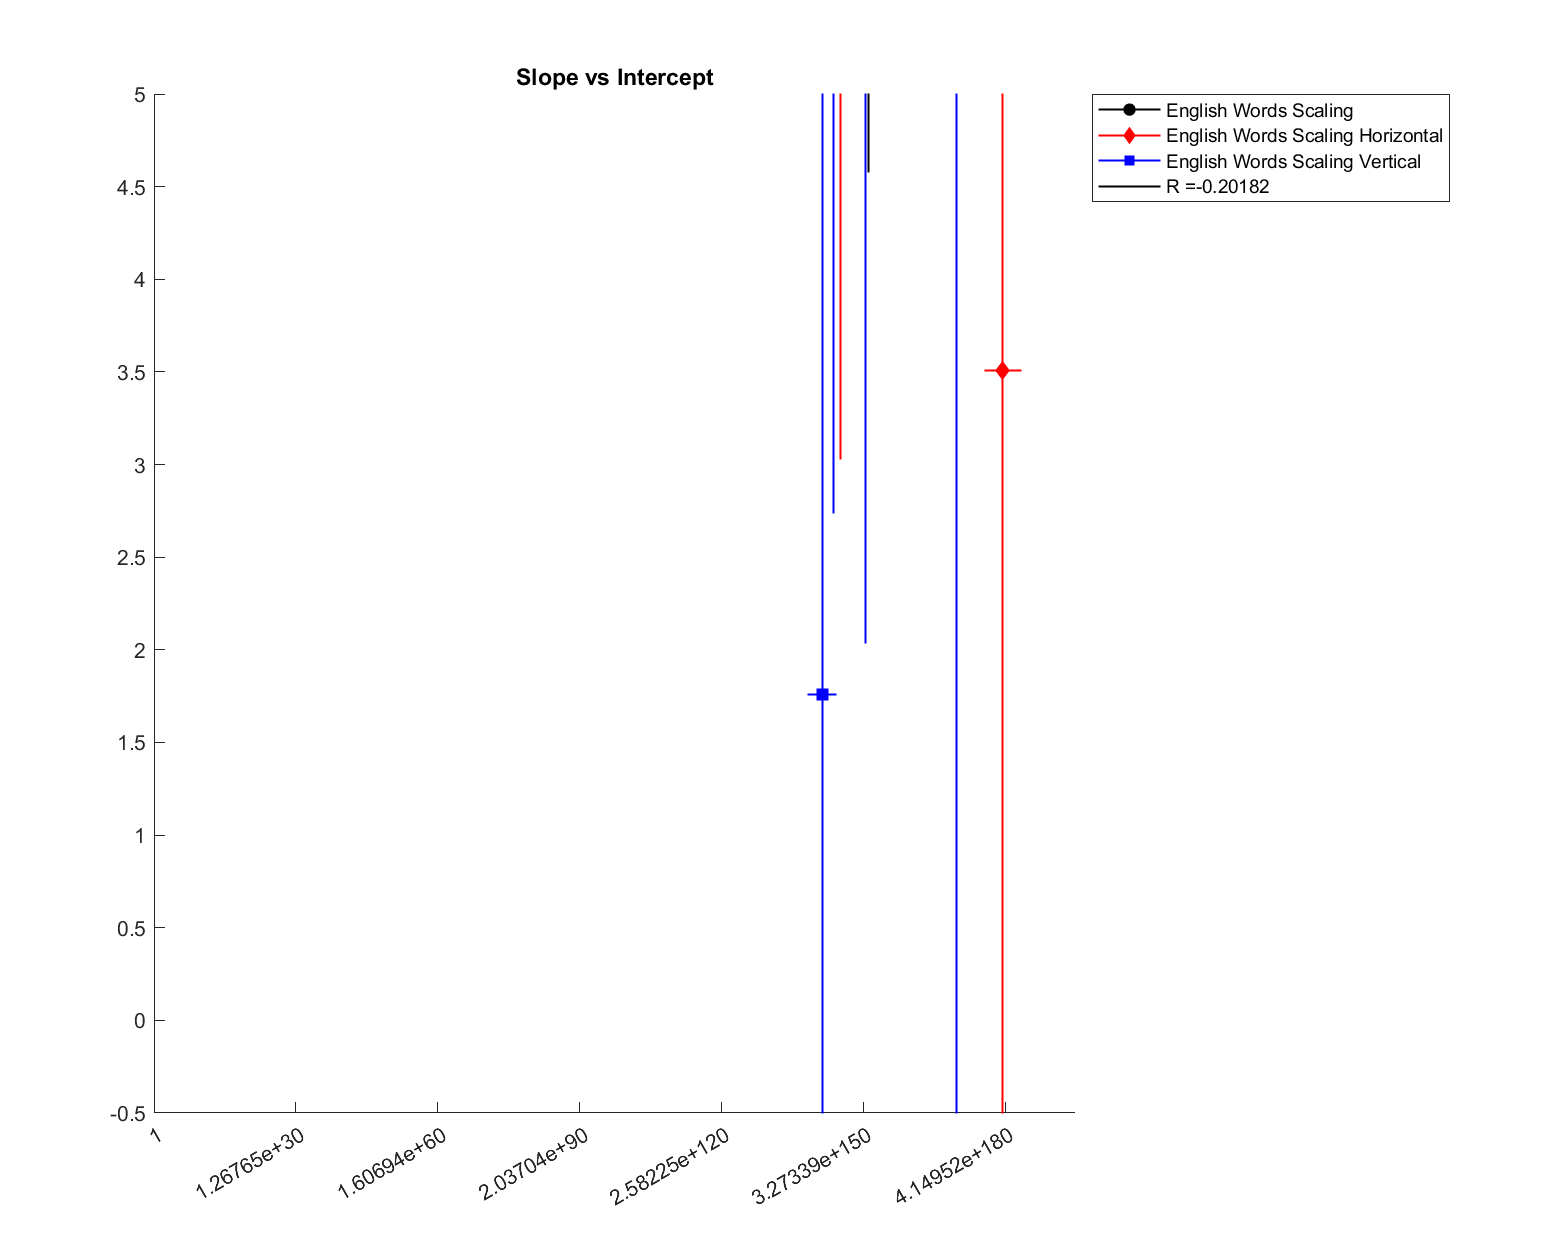 Slope vs Intercept
5
4.5
4
3.5
3
2.5
2
1.5
1
0.5
0
-0.5
1
1.26765e+30
1.60694e+60
2.03704e+90
2.58225e+120
3.27339e+150
4.14952e+180
English Words Scaling
English Words Scaling Horizontal
English Words Scaling Vertical
R =-0.20182